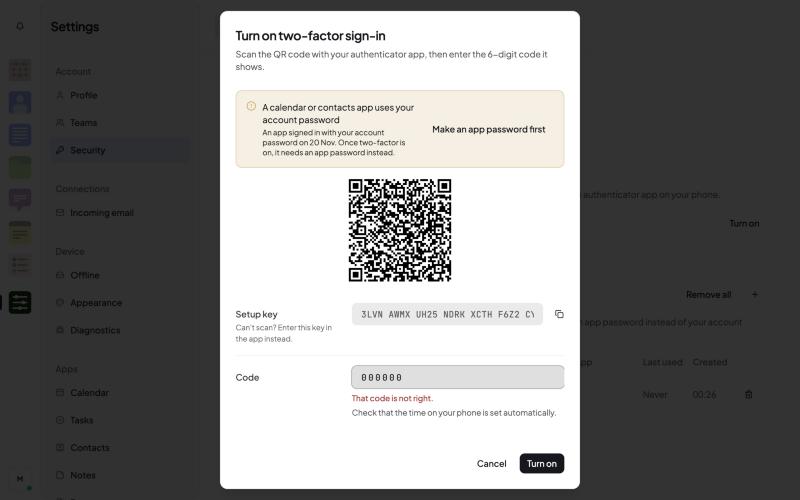 Settings
Account
Profile
Teams
Security
Connections
Incoming email
Device
Offline
Appearance
Diagnostics
Apps
Calendar
Tasks
Contacts
Notes
M
Turn on two-factor sign-in
Scan the QR code with your authenticator app, then enter the 6-digit code it
shows.
A calendar or contacts app uses your
account password
An app signed in with your account
password on 20 Nov. Once two-factor is
on, it needs an app password instead.
Make an app password first
Setup key
Can't scan? Enter this key in
the app instead.
3LVN AWMX UH25 NDRK XCTH F6Z2
Code
000000
That code is not right.
Check that the time on your phone is set automatically.
Cancel
Turn on
authenticator app on your phone.
Turn on
Remove all
app password instead of your account
Last used
Created
Never
00:26